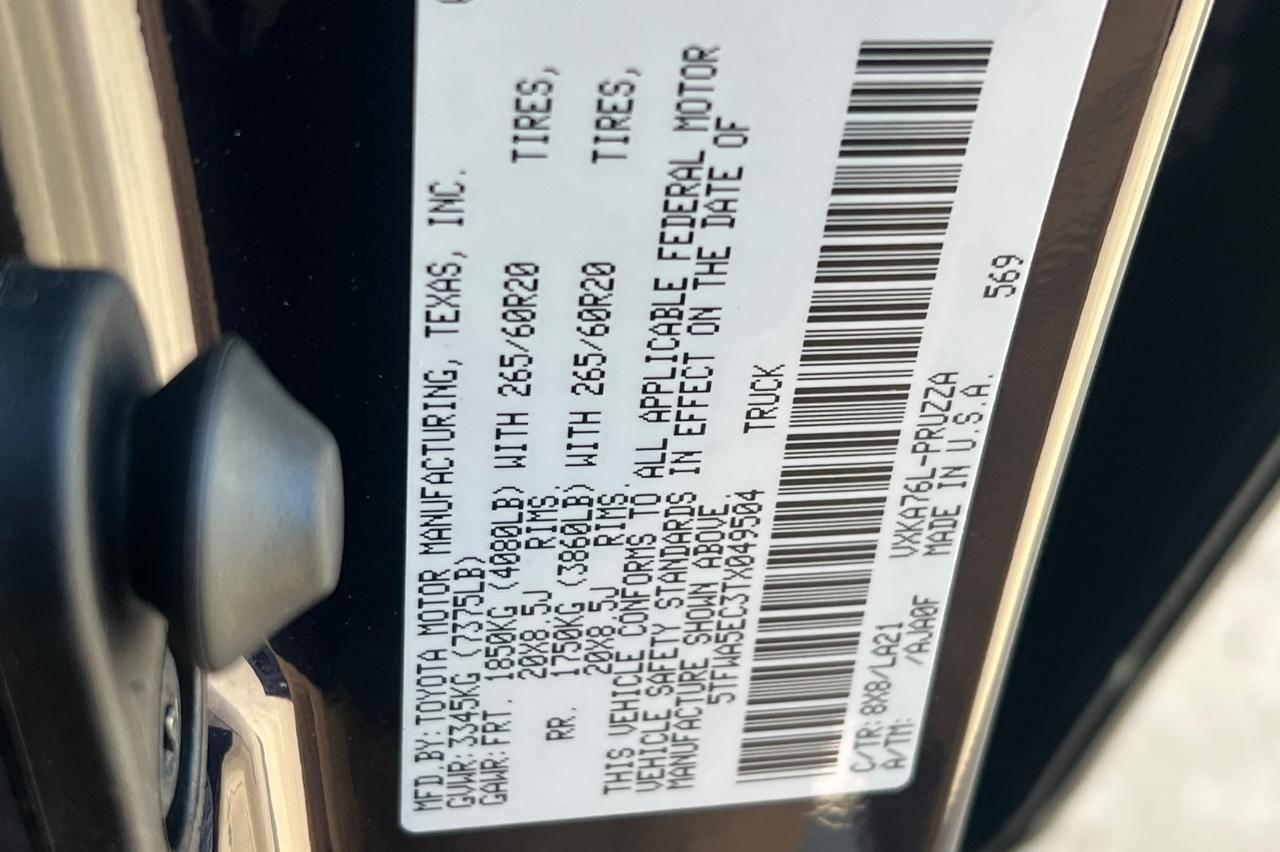 MFD.BY:TOYOTA MOTOR MANUFACTURING, TEXAS, INC.
GVWR:3345KG (7375LB)
GAWR:FRT. 1850KG (4080LB) WITH 265/60R20 TIRES,
20X8.5J RIMS.
RR. 1750KG (3860LB) WITH 265/60R20 TIRES,
20X8.5J RIMS.
THIS VEHICLE CONFORMS TO ALL APPLICABLE FEDERAL MOTOR
VEHICLE SAFETY STANDARDS IN EFFECT ON THE DATE OF
MANUFACTURE SHOWN ABOVE.
5TFWA5EC3TX049504 TRUCK
C/TR:8X8/LA21 VXKA76L-PRUZZA
A/TM: /AJA0F MADE IN U.S.A. 569